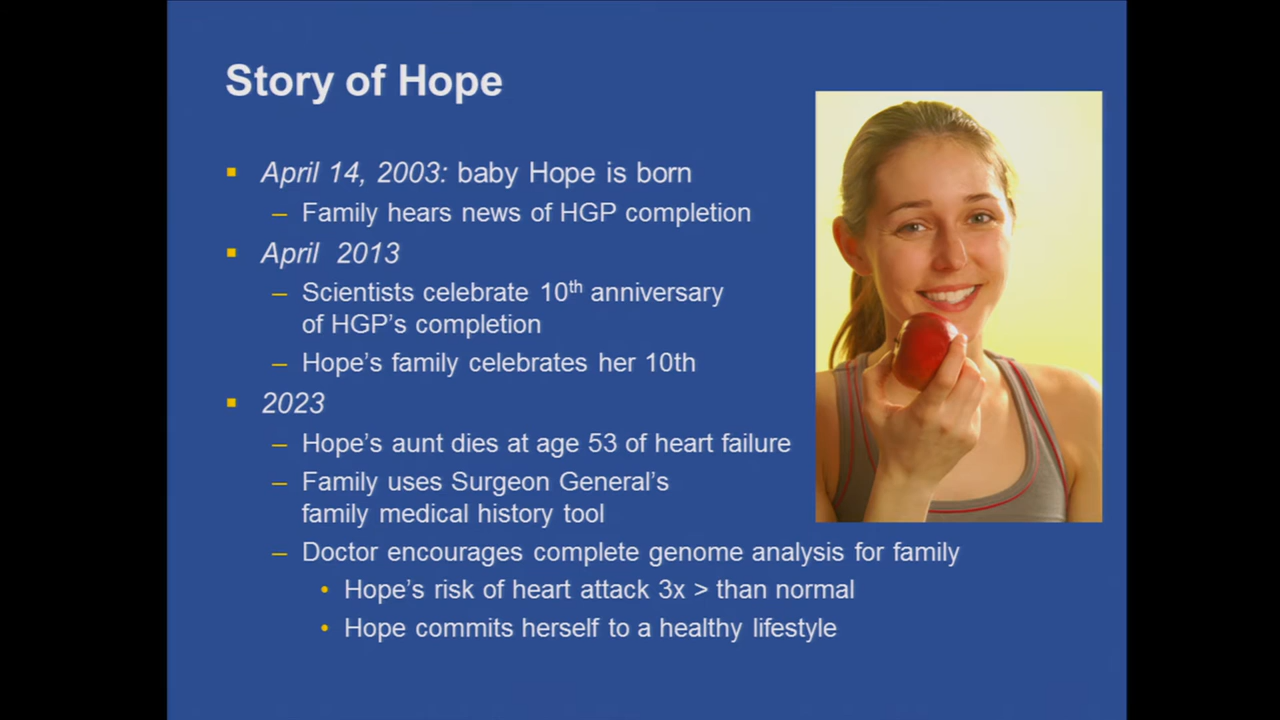 Story of Hope
▪ April 14, 2003: baby Hope is born
– Family hears news of HGP completion
▪ April 2013
– Scientists celebrate 10th anniversary
of HGP's completion
– Hope's family celebrates her 10th
▪ 2023
– Hope's aunt dies at age 53 of heart failure
– Family uses Surgeon General's
family medical history tool
– Doctor encourages complete genome analysis for family
• Hope's risk of heart attack 3x > than normal
• Hope commits herself to a healthy lifestyle